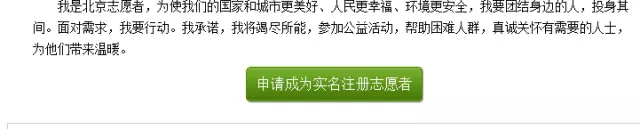 我是北京志愿者，为使我们的国家和城市更美好、人民更幸福、环境更安全，我要团结身边的人，投身其
间。面对需求，我要行动。我承诺，我将竭尽所能，参加公益活动，帮助困难人群，真诚关怀有需要的人士，
为他们带来温暖。
申请成为实名注册志愿者